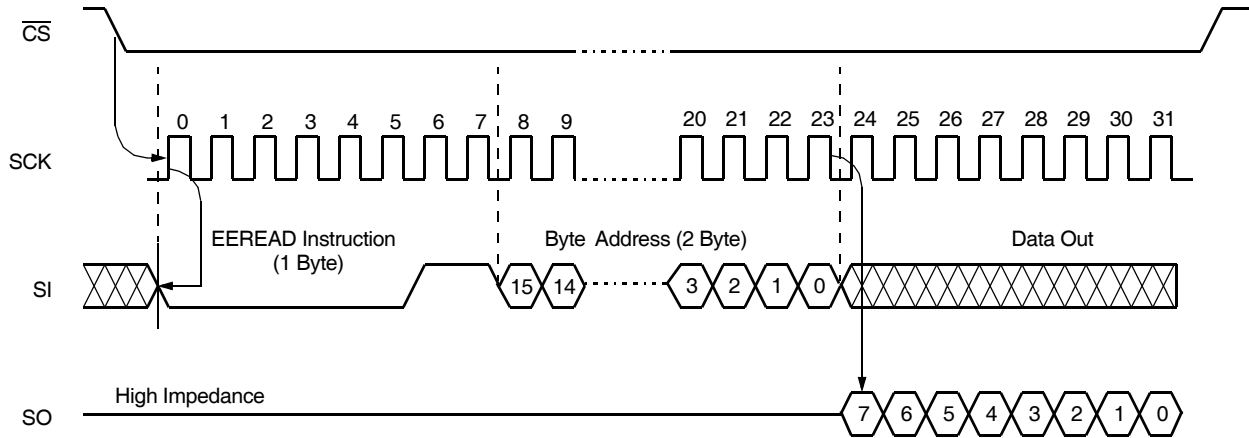 CS
0 1 2 3 4 5 6 7 8 9 20 21 22 23 24 25 26 27 28 29 30 31
SCK
EEREAD Instruction
(1 Byte)
Byte Address (2 Byte)
Data Out
SI
15 14 3 2 1 0
High Impedance
SO
7 6 5 4 3 2 1 0